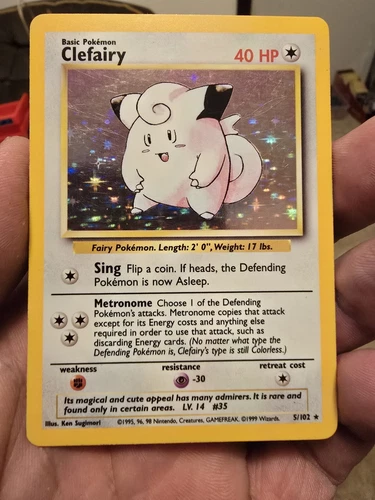 Basic Pokémon
Clefairy
40 HP
Fairy Pokémon. Length: 2' 0", Weight: 17 lbs.
Sing Flip a coin. If heads, the Defending
Pokémon is now Asleep.
Metronome Choose 1 of the Defending
Pokémon's attacks. Metronome copies that attack
except for its Energy costs and anything else
required in order to use that attack, such as
discarding Energy cards. (No matter what type the
Defending Pokémon is, Clefairy's type is still Colorless.)
weakness resistance retreat cost
-30
Its magical and cute appeal has many admirers. It is rare and
found only in certain areas. LV. 14 #35
Illus. Ken Sugimori ©1995, 96, 98 Nintendo, Creatures, GAMEFREAK. ©1999 Wizards. 5/102 ★